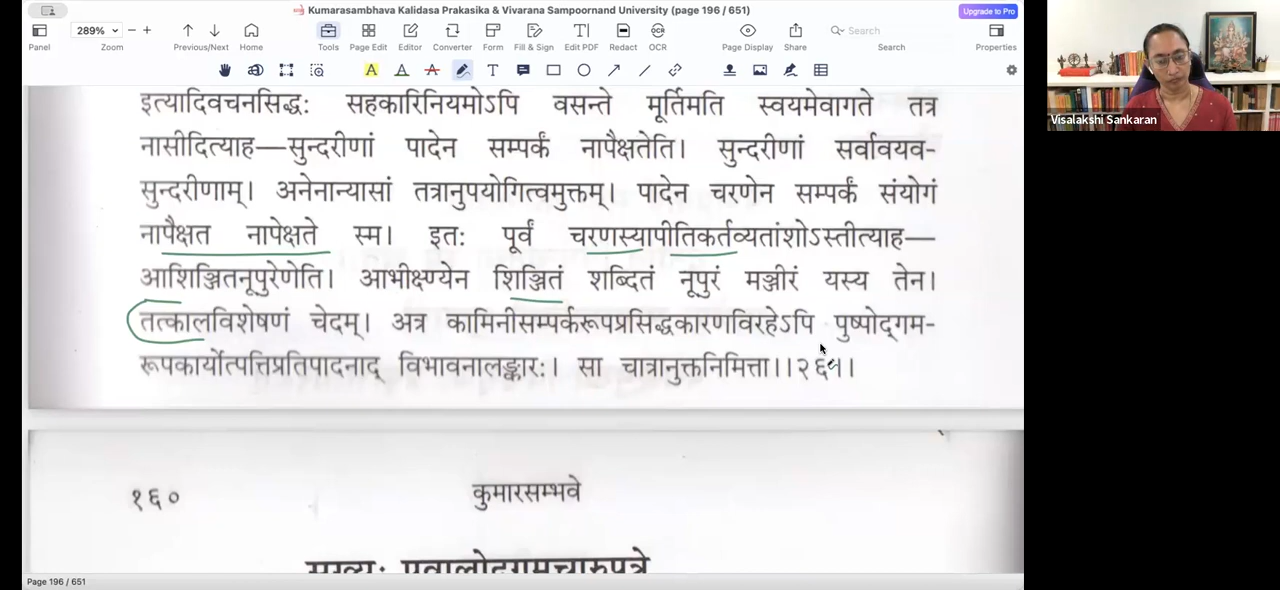 Kumarasambhava Kalidasa Prakasika & Vivarana Sampoornand University (page 196 / 651)
Upgrade to Pro
289%
Panel Zoom Previous/Next Home Tools Page Edit Editor Converter Form Fill & Sign Edit PDF Redact OCR Page Display Share Search Properties
Search
Visalakshi Sankaran
इत्यादिवचनसिद्धः सहकारिनियमोऽपि वसन्ते मूर्तिमति स्वयमेवागते तत्र
नासीदित्याह—सुन्दरीणां पादेन सम्पर्कं नापैक्षतेति। सुन्दरीणां सर्वावयव-
सुन्दरीणाम्। अनेनान्यासां तत्रानुपयोगित्वमुक्तम्। पादेन चरणेन सम्पर्कं संयोगं
नापैक्षत नापेक्षते स्म। इतः पूर्वं चरणस्यापीतिकर्तव्यतांशोऽस्तीत्याह—
आशिञ्जितनूपुरेणेति। आभीक्ष्ण्येन शिञ्जितं शब्दितं नूपुरं मञ्जीरं यस्य तेन।
तत्कालविशेषणं चेदम्। अत्र कामिनीसम्पर्करूपप्रसिद्धकारणविरहेऽपि पुष्पोद्गम-
रूपकार्योत्पत्तिप्रतिपादनाद् विभावनालङ्कारः। सा चात्रानुक्तनिमित्ता।।२६।।
१६० कुमारसम्भवे
Page 196 / 651